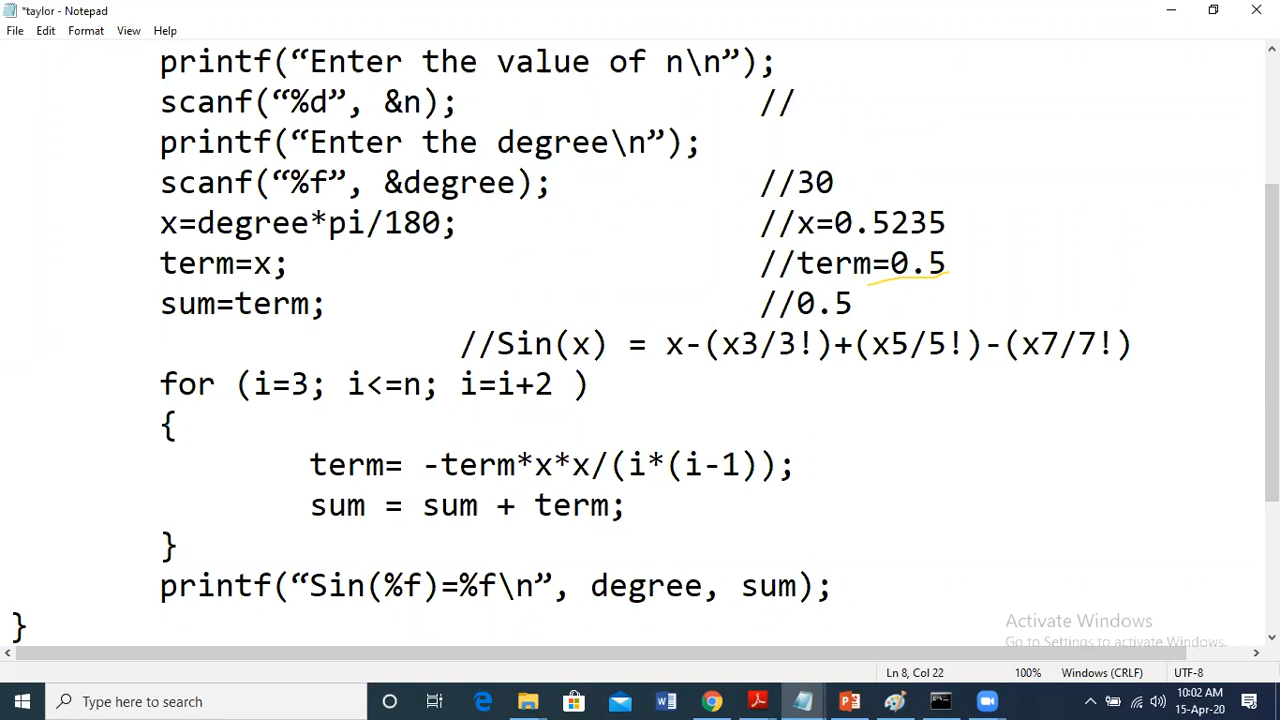 *taylor - Notepad
File Edit Format View Help
printf(“Enter the value of n\n”);
scanf(“%d”, &n); //
printf(“Enter the degree\n”);
scanf(“%f”, &degree); //30
x=degree*pi/180; //x=0.5235
term=x; //term=0.5
sum=term; //0.5
//Sin(x) = x-(x3/3!)+(x5/5!)-(x7/7!)
for (i=3; i<=n; i=i+2 )
{
term= -term*x*x/(i*(i-1));
sum = sum + term;
}
printf(“Sin(%f)=%f\n”, degree, sum);
}
Activate Windows
Go to Settings to activate Windows.
Ln 8, Col 22 100% Windows (CRLF) UTF-8
Type here to search
10:02 AM
15-Apr-20